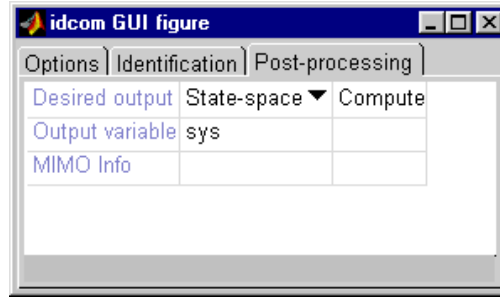 idcom GUI figure
Options Identification Post-processing
Desired output State-space Compute
Output variable sys
MIMO Info